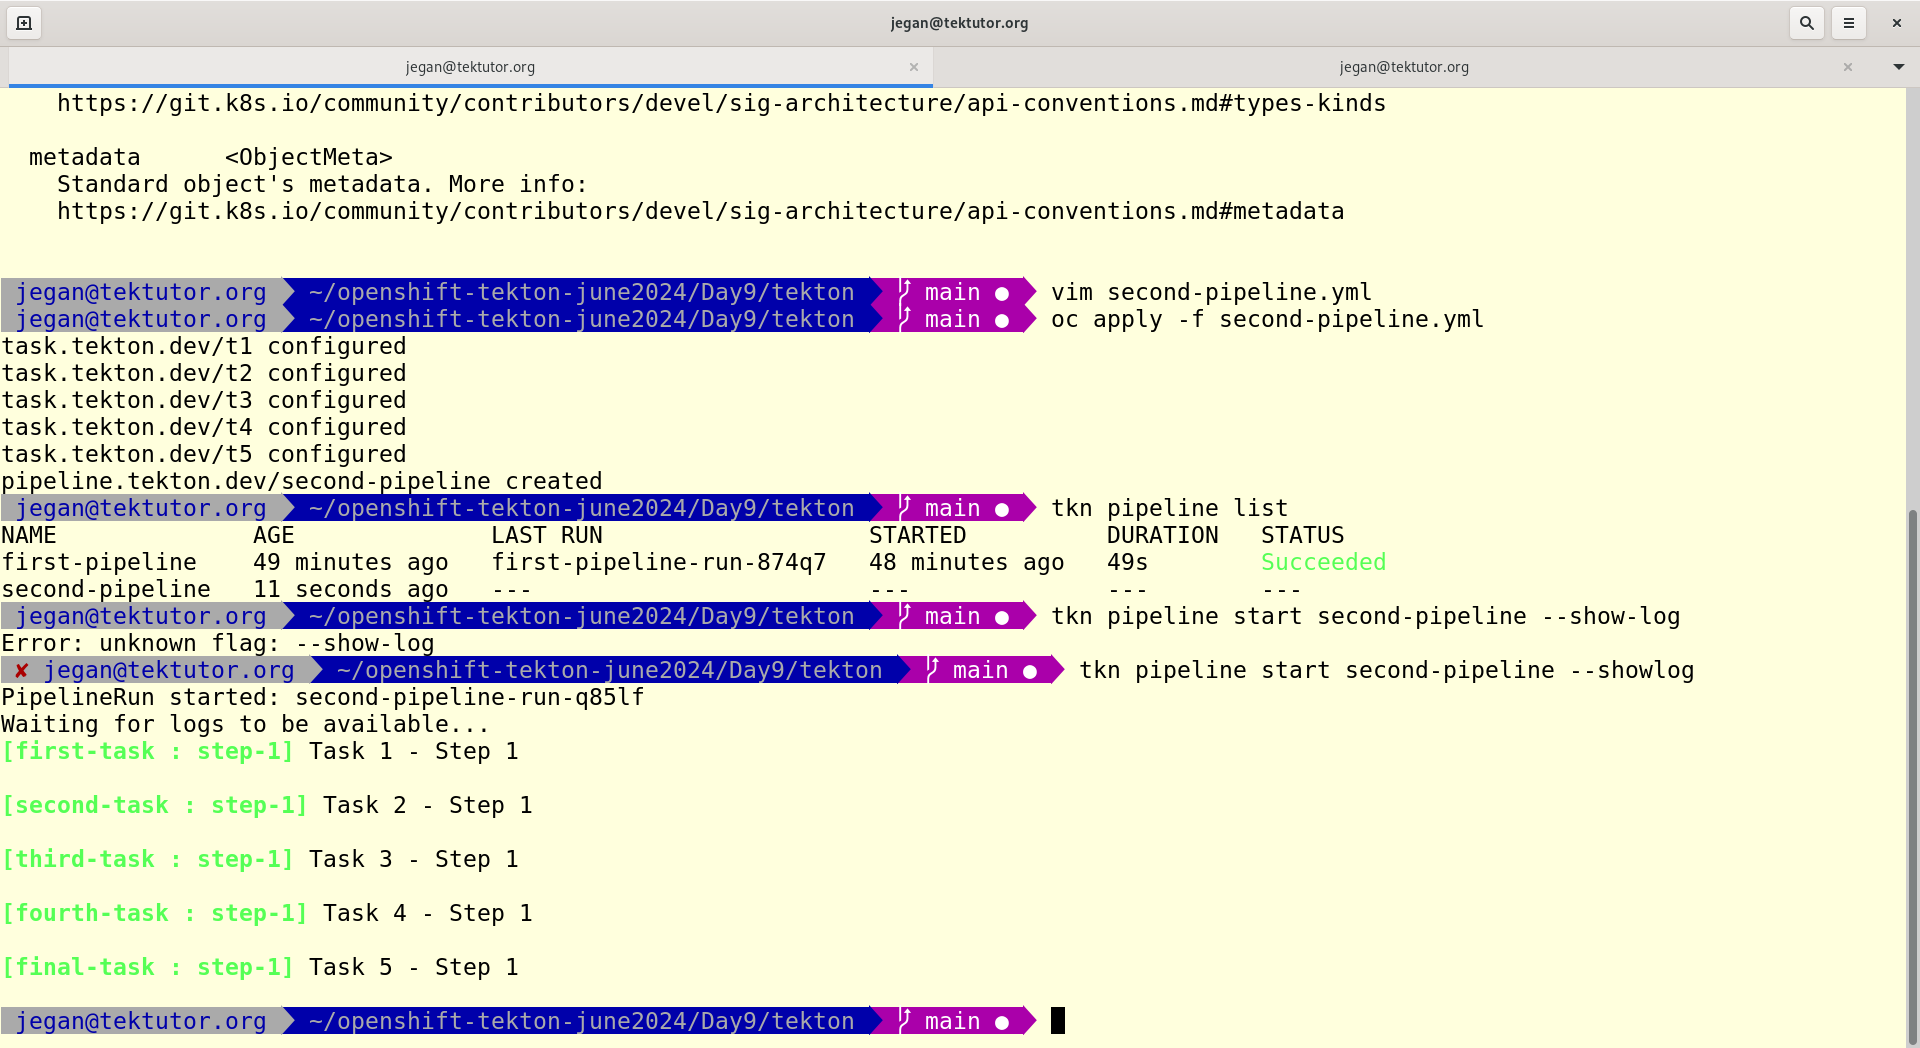 jegan@tektutor.org
jegan@tektutor.org
jegan@tektutor.org
https://git.k8s.io/community/contributors/devel/sig-architecture/api-conventions.md#types-kinds
metadata <ObjectMeta>
Standard object's metadata. More info:
https://git.k8s.io/community/contributors/devel/sig-architecture/api-conventions.md#metadata
jegan@tektutor.org ~/openshift-tekton-june2024/Day9/tekton main ● vim second-pipeline.yml
jegan@tektutor.org ~/openshift-tekton-june2024/Day9/tekton main ● oc apply -f second-pipeline.yml
task.tekton.dev/t1 configured
task.tekton.dev/t2 configured
task.tekton.dev/t3 configured
task.tekton.dev/t4 configured
task.tekton.dev/t5 configured
pipeline.tekton.dev/second-pipeline created
jegan@tektutor.org ~/openshift-tekton-june2024/Day9/tekton main ● tkn pipeline list
NAME AGE LAST RUN STARTED DURATION STATUS
first-pipeline 49 minutes ago first-pipeline-run-874q7 48 minutes ago 49s Succeeded
second-pipeline 11 seconds ago --- --- --- ---
jegan@tektutor.org ~/openshift-tekton-june2024/Day9/tekton main ● tkn pipeline start second-pipeline --show-log
Error: unknown flag: --show-log
✘ jegan@tektutor.org ~/openshift-tekton-june2024/Day9/tekton main ● tkn pipeline start second-pipeline --showlog
PipelineRun started: second-pipeline-run-q85lf
Waiting for logs to be available...
[first-task : step-1] Task 1 - Step 1
[second-task : step-1] Task 2 - Step 1
[third-task : step-1] Task 3 - Step 1
[fourth-task : step-1] Task 4 - Step 1
[final-task : step-1] Task 5 - Step 1
jegan@tektutor.org ~/openshift-tekton-june2024/Day9/tekton main ●